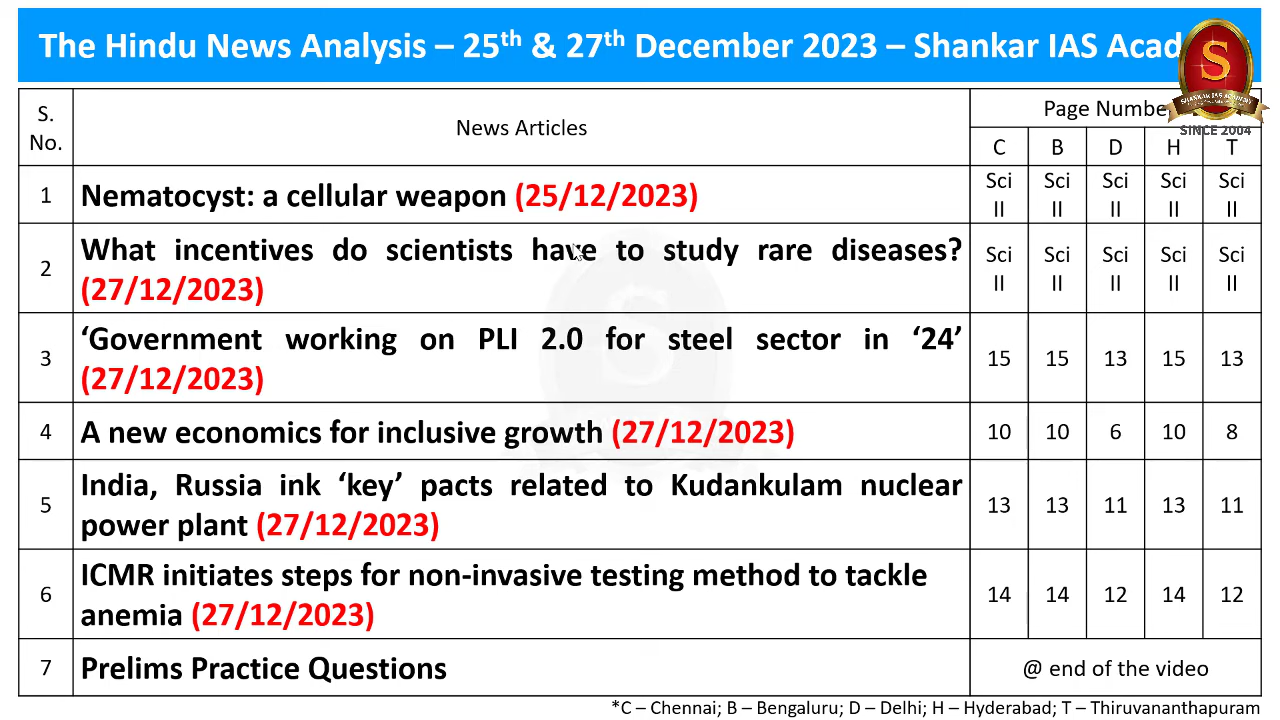 The Hindu News Analysis – 25th & 27th December 2023 – Shankar IAS
S
SHANKAR IAS ACADEMY
SINCE 2004
S. No.
News Articles
Page
C B D H T
1 Nematocyst: a cellular weapon (25/12/2023) Sci II Sci II Sci II Sci II Sci II
2 What incentives do scientists have to study rare diseases?
(27/12/2023) Sci II Sci II Sci II Sci II Sci II
3 ‘Government working on PLI 2.0 for steel sector in ‘24’
(27/12/2023) 15 15 13 15 13
4 A new economics for inclusive growth (27/12/2023) 10 10 6 10 8
5 India, Russia ink ‘key’ pacts related to Kudankulam nuclear
power plant (27/12/2023) 13 13 11 13 11
6 ICMR initiates steps for non-invasive testing method to tackle
anemia (27/12/2023) 14 14 12 14 12
7 Prelims Practice Questions @ end of the video
*C – Chennai; B – Bengaluru; D – Delhi; H – Hyderabad; T – Thiruvananthapuram